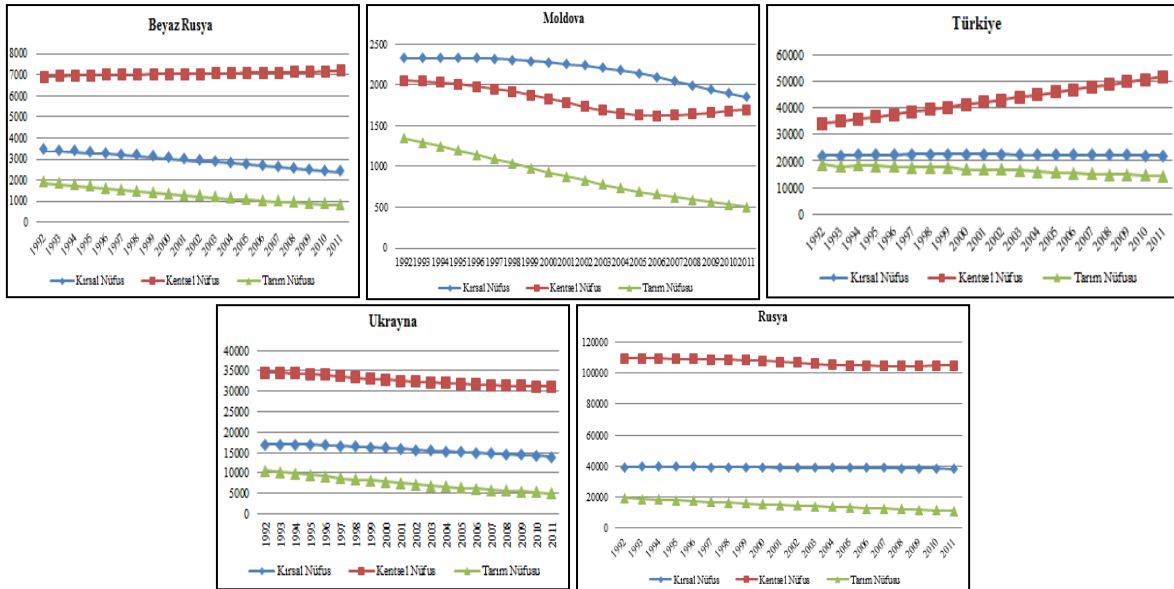 Beyaz Rusya
8000
7000
6000
5000
4000
3000
2000
1000
0
1992 1993 1994 1995 1996 1997 1998 1999 2000 2001 2002 2003 2004 2005 2006 2007 2008 2009 2010 2011
Kırsal Nüfus Kentsel Nüfus Tarım Nüfusu
Moldova
2500
2000
1500
1000
500
0
1992 1993 1994 1995 1996 1997 1998 1999 2000 2001 2002 2003 2004 2005 2006 2007 2008 2009 2010 2011
Kırsal Nüfus Kentsel Nüfus Tarım Nüfusu
Türkiye
60000
50000
40000
30000
20000
10000
0
1992 1993 1994 1995 1996 1997 1998 1999 2000 2001 2002 2003 2004 2005 2006 2007 2008 2009 2010 2011
Kırsal Nüfus Kentsel Nüfus Tarım Nüfusu
Ukrayna
40000
35000
30000
25000
20000
15000
10000
5000
0
1992 1993 1994 1995 1996 1997 1998 1999 2000 2001 2002 2003 2004 2005 2006 2007 2008 2009 2010 2011
Kırsal Nüfus Kentsel Nüfus Tarım Nüfusu
Rusya
120000
100000
80000
60000
40000
20000
0
1992 1993 1994 1995 1996 1997 1998 1999 2000 2001 2002 2003 2004 2005 2006 2007 2008 2009 2010 2011
Kırsal Nüfus Kentsel Nüfus Tarım Nüfusu